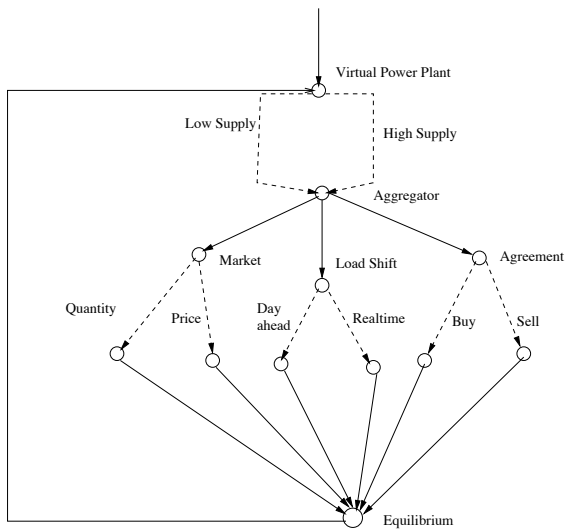 Virtual Power Plant
Low Supply
High Supply
Aggregator
Market
Load Shift
Agreement
Quantity
Price
Day
ahead
Realtime
Buy
Sell
Equilibrium